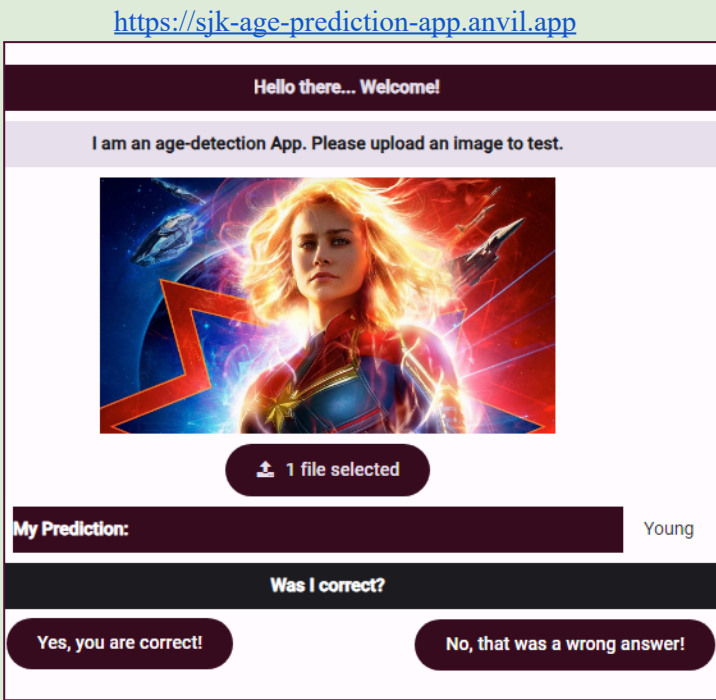 https://sjk-age-prediction-app.anvil.app
Hello there... Welcome!
I am an age-detection App. Please upload an image to test.
1 file selected
My Prediction:
Young
Was I correct?
Yes, you are correct!
No, that was a wrong answer!